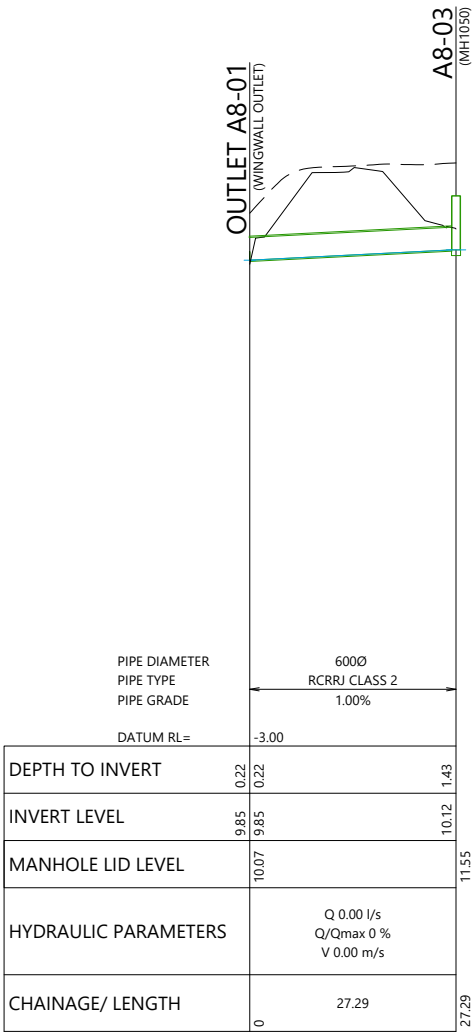 OUTLET A8-01
(WINGWALL OUTLET)
A8-03
(MH1050)
PIPE DIAMETER 600Ø
PIPE TYPE RCRRJ CLASS 2
PIPE GRADE 1.00%
DATUM RL= -3.00
DEPTH TO INVERT 0.22 0.22 1.43
INVERT LEVEL 9.85 9.85 10.12
MANHOLE LID LEVEL 10.07 11.55
HYDRAULIC PARAMETERS
Q 0.00 l/s
Q/Qmax 0 %
V 0.00 m/s
CHAINAGE/ LENGTH 0 27.29 27.29